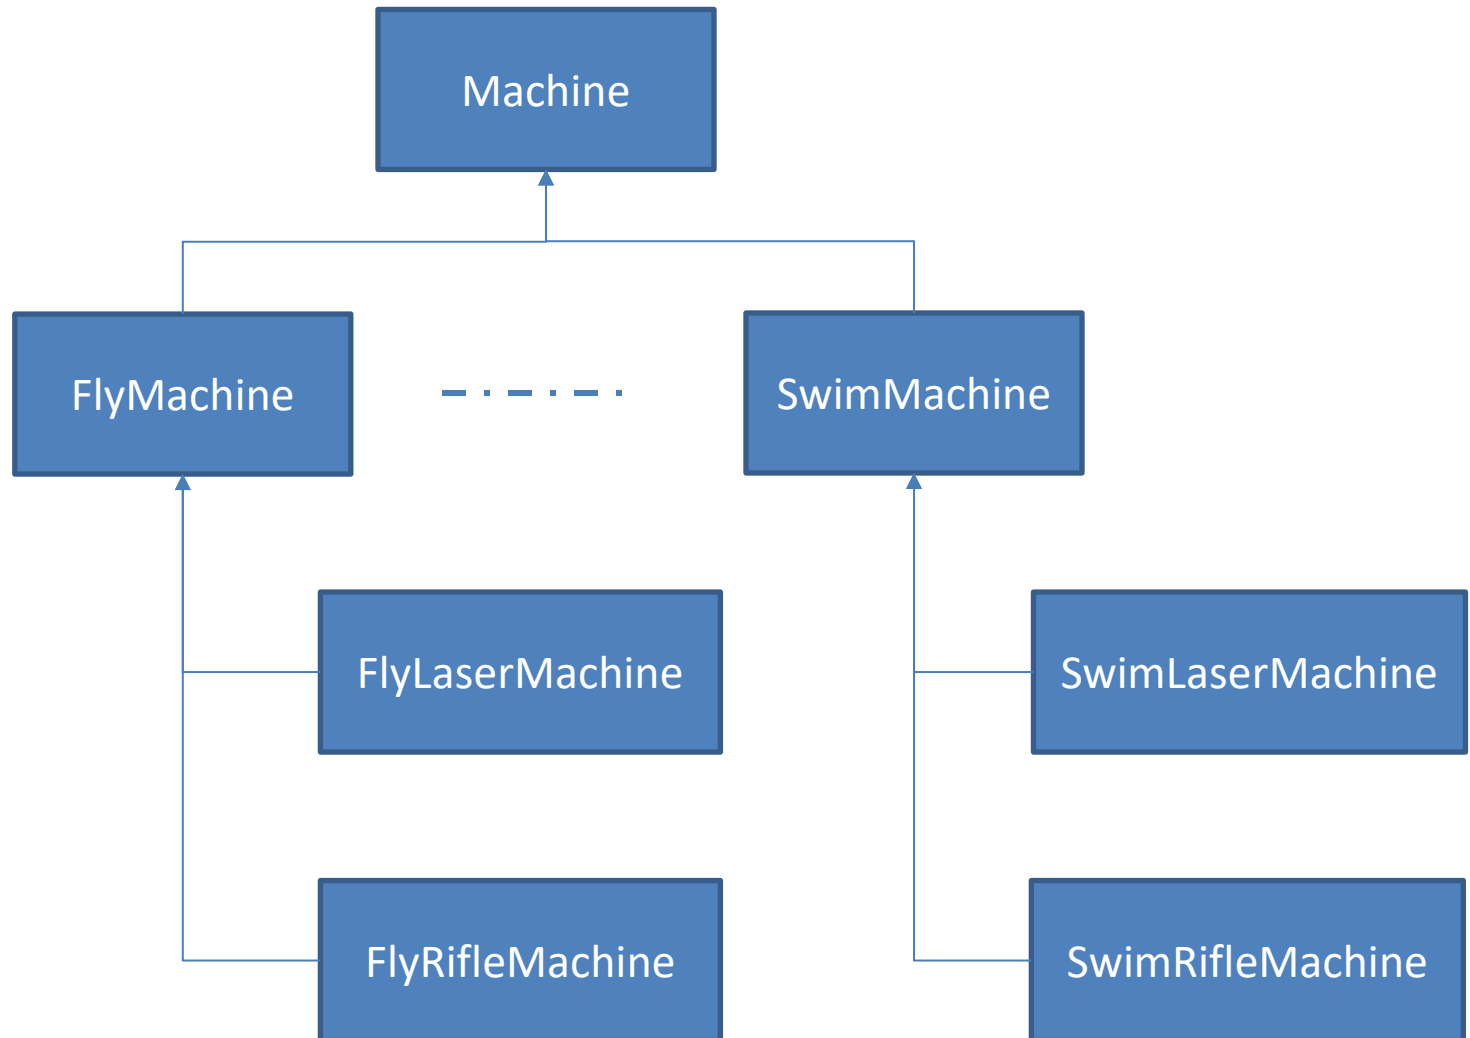 Machine
FlyMachine
SwimMachine
FlyLaserMachine
SwimLaserMachine
FlyRifleMachine
SwimRifleMachine